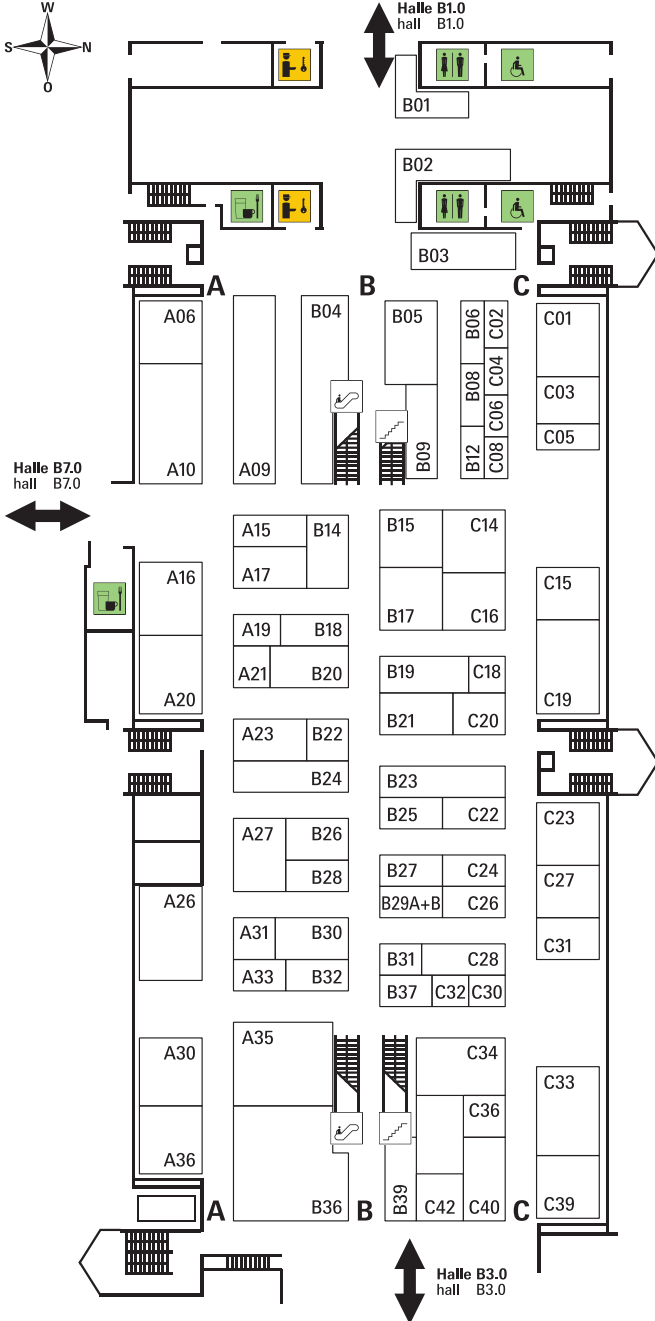 W
S
N
O
Halle B1.0
hall B1.0
B01
B02
B03
A
B
C
A06
B04
B05
B06
C02
C01
B08
C04
C03
C06
C05
A10
A09
B09
B12
C08
Halle B7.0
hall B7.0
A15
B14
B15
C14
A17
A16
C15
B17
C16
A19
B18
A21
B20
B19
C18
A20
B21
C20
C19
A23
B22
B24
B23
B25
C22
C23
A27
B26
B28
B27
C24
C27
A26
B29A+B
C26
A31
B30
C31
B31
C28
A33
B32
B37
C32
C30
A35
A30
C34
C33
C36
A36
B36
B39
C42
C40
C39
A
B
C
Halle B3.0
hall B3.0